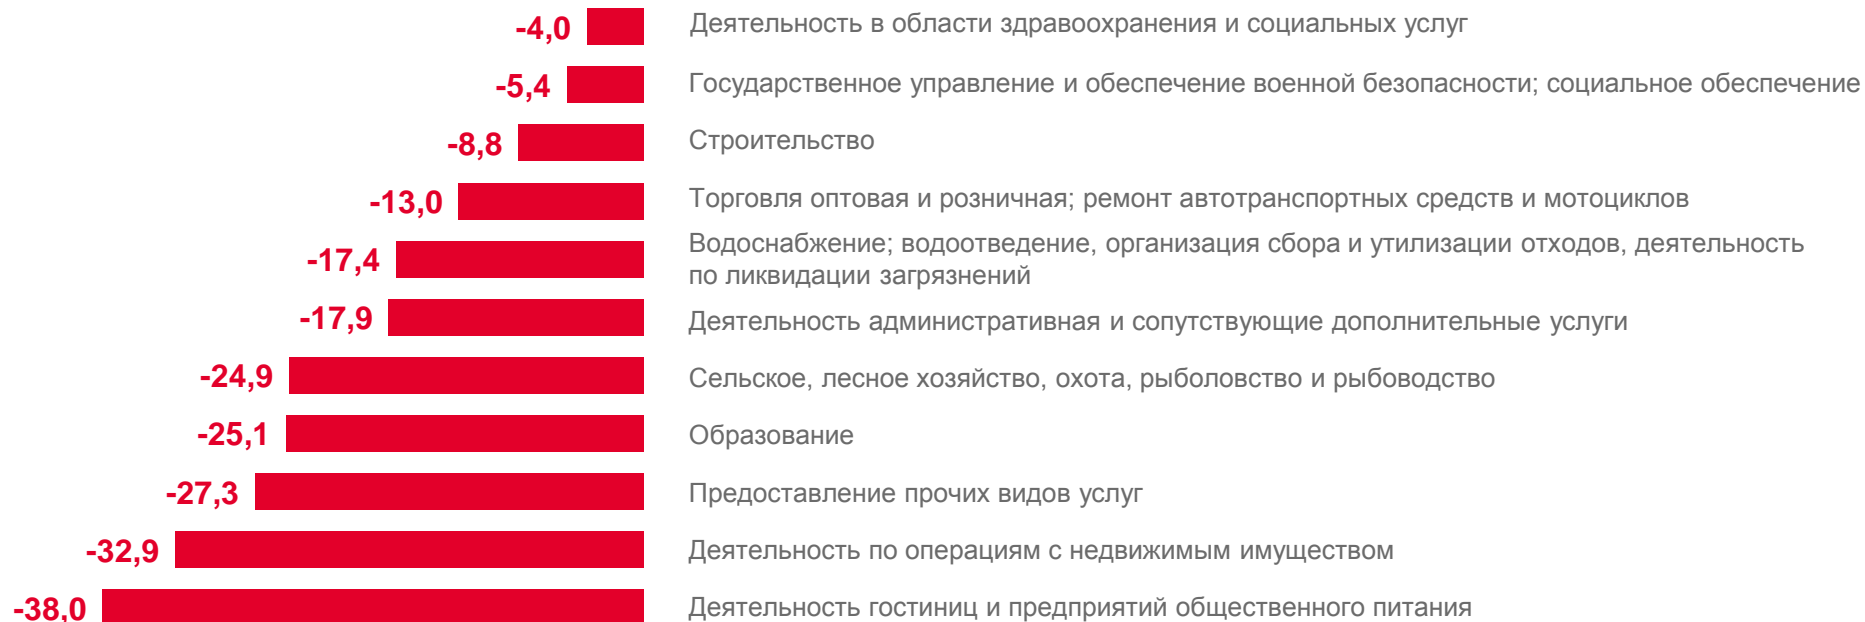 -4,0 Деятельность в области здравоохранения и социальных услуг
-5,4 Государственное управление и обеспечение военной безопасности; социальное обеспечение
-8,8 Строительство
-13,0 Торговля оптовая и розничная; ремонт автотранспортных средств и мотоциклов
-17,4 Водоснабжение; водоотведение, организация сбора и утилизации отходов, деятельность
по ликвидации загрязнений
-17,9 Деятельность административная и сопутствующие дополнительные услуги
-24,9 Сельское, лесное хозяйство, охота, рыболовство и рыбоводство
-25,1 Образование
-27,3 Предоставление прочих видов услуг
-32,9 Деятельность по операциям с недвижимым имуществом
-38,0 Деятельность гостиниц и предприятий общественного питания